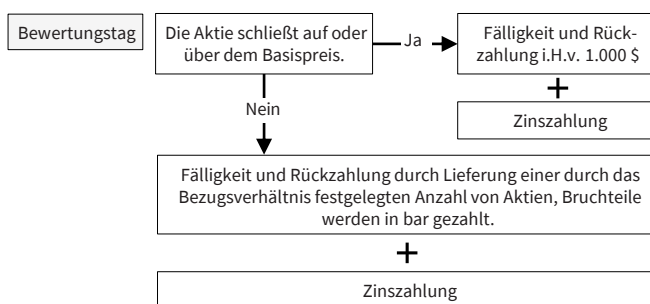 Bewertungstag
Die Aktie schließt auf oder
über dem Basispreis.
Ja
Fälligkeit und Rück-
zahlung i.H.v. 1.000 $
+
Zinszahlung
Nein
Fälligkeit und Rückzahlung durch Lieferung einer durch das
Bezugsverhältnis festgelegten Anzahl von Aktien, Bruchteile
werden in bar gezahlt.
+
Zinszahlung